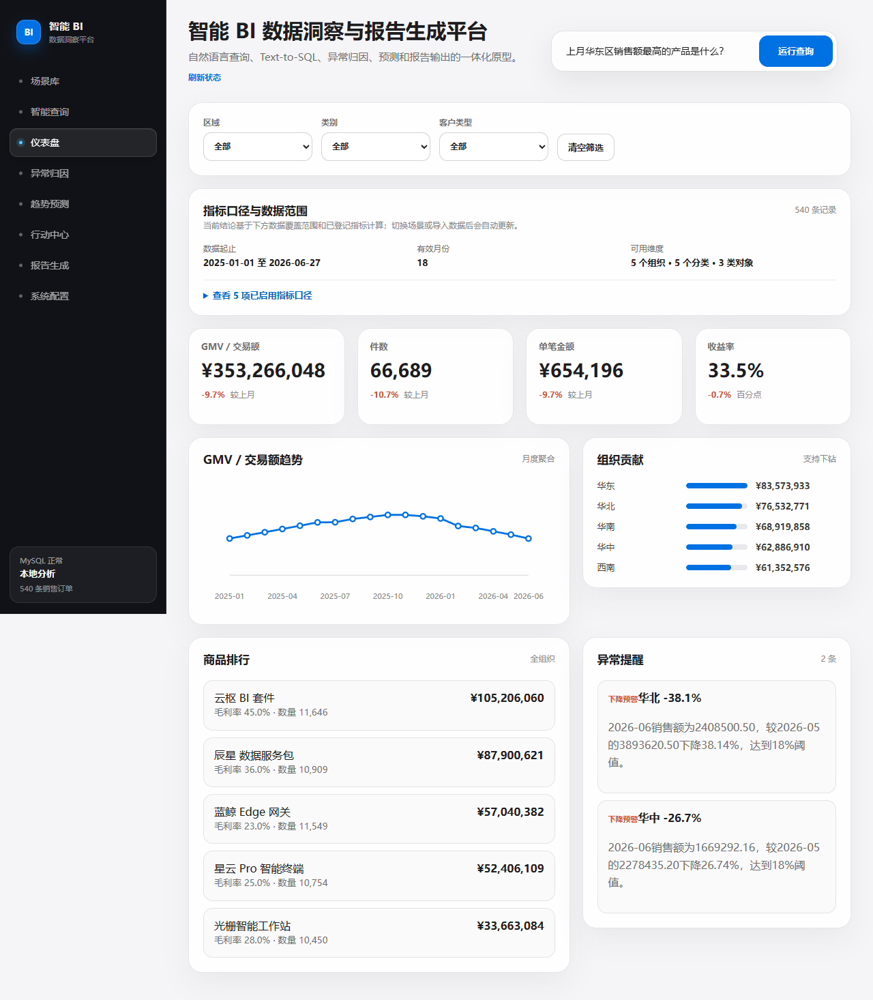 BI
智能 BI
数据洞察平台
场景库
智能查询
仪表盘
异常归因
趋势预测
行动中心
报告生成
系统配置
MySQL 正常
本地分析
540 条销售订单
智能 BI 数据洞察与报告生成平台
自然语言查询、Text-to-SQL、异常归因、预测和报告输出的一体化原型。
刷新状态
上月华东区销售额最高的产品是什么?
运行查询
区域
类别
客户类型
全部
全部
全部
清空筛选
指标口径与数据范围
540 条记录
当前结论基于下方数据覆盖范围和已登记指标计算；切换场景或导入数据后会自动更新。
数据起止
有效月份
可用维度
2025-01-01 至 2026-06-27
18
5 个组织 • 5 个分类 • 3 类对象
查看 5 项已启用指标口径
GMV / 交易额
¥353,266,048
-9.7% 较上月
件数
66,689
-10.7% 较上月
单笔金额
¥654,196
-9.7% 较上月
收益率
33.5%
-0.7% 百分点
GMV / 交易额趋势
月度聚合
2025-01
2025-04
2025-07
2025-10
2026-01
2026-04
2026-06
组织贡献
支持下钻
华东 ¥83,573,933
华北 ¥76,532,771
华南 ¥68,919,858
华中 ¥62,886,910
西南 ¥61,352,576
商品排行
全组织
云枢 BI 套件 ¥105,206,060
毛利率 45.0% · 数量 11,646
辰星 数据服务包 ¥87,900,621
毛利率 36.0% · 数量 10,909
蓝鲸 Edge 网关 ¥57,040,382
毛利率 23.0% · 数量 11,549
星云 Pro 智能终端 ¥52,406,109
毛利率 25.0% · 数量 10,754
光栅智能工作站 ¥33,663,084
毛利率 28.0% · 数量 10,450
异常提醒
2 条
下降预警华北 -38.1%
2026-06销售额为2408500.50，较2026-05
的3893620.50下降38.14%，达到18%阈
值。
下降预警华中 -26.7%
2026-06销售额为1669292.16，较2026-05
的2278435.20下降26.74%，达到18%阈
值。